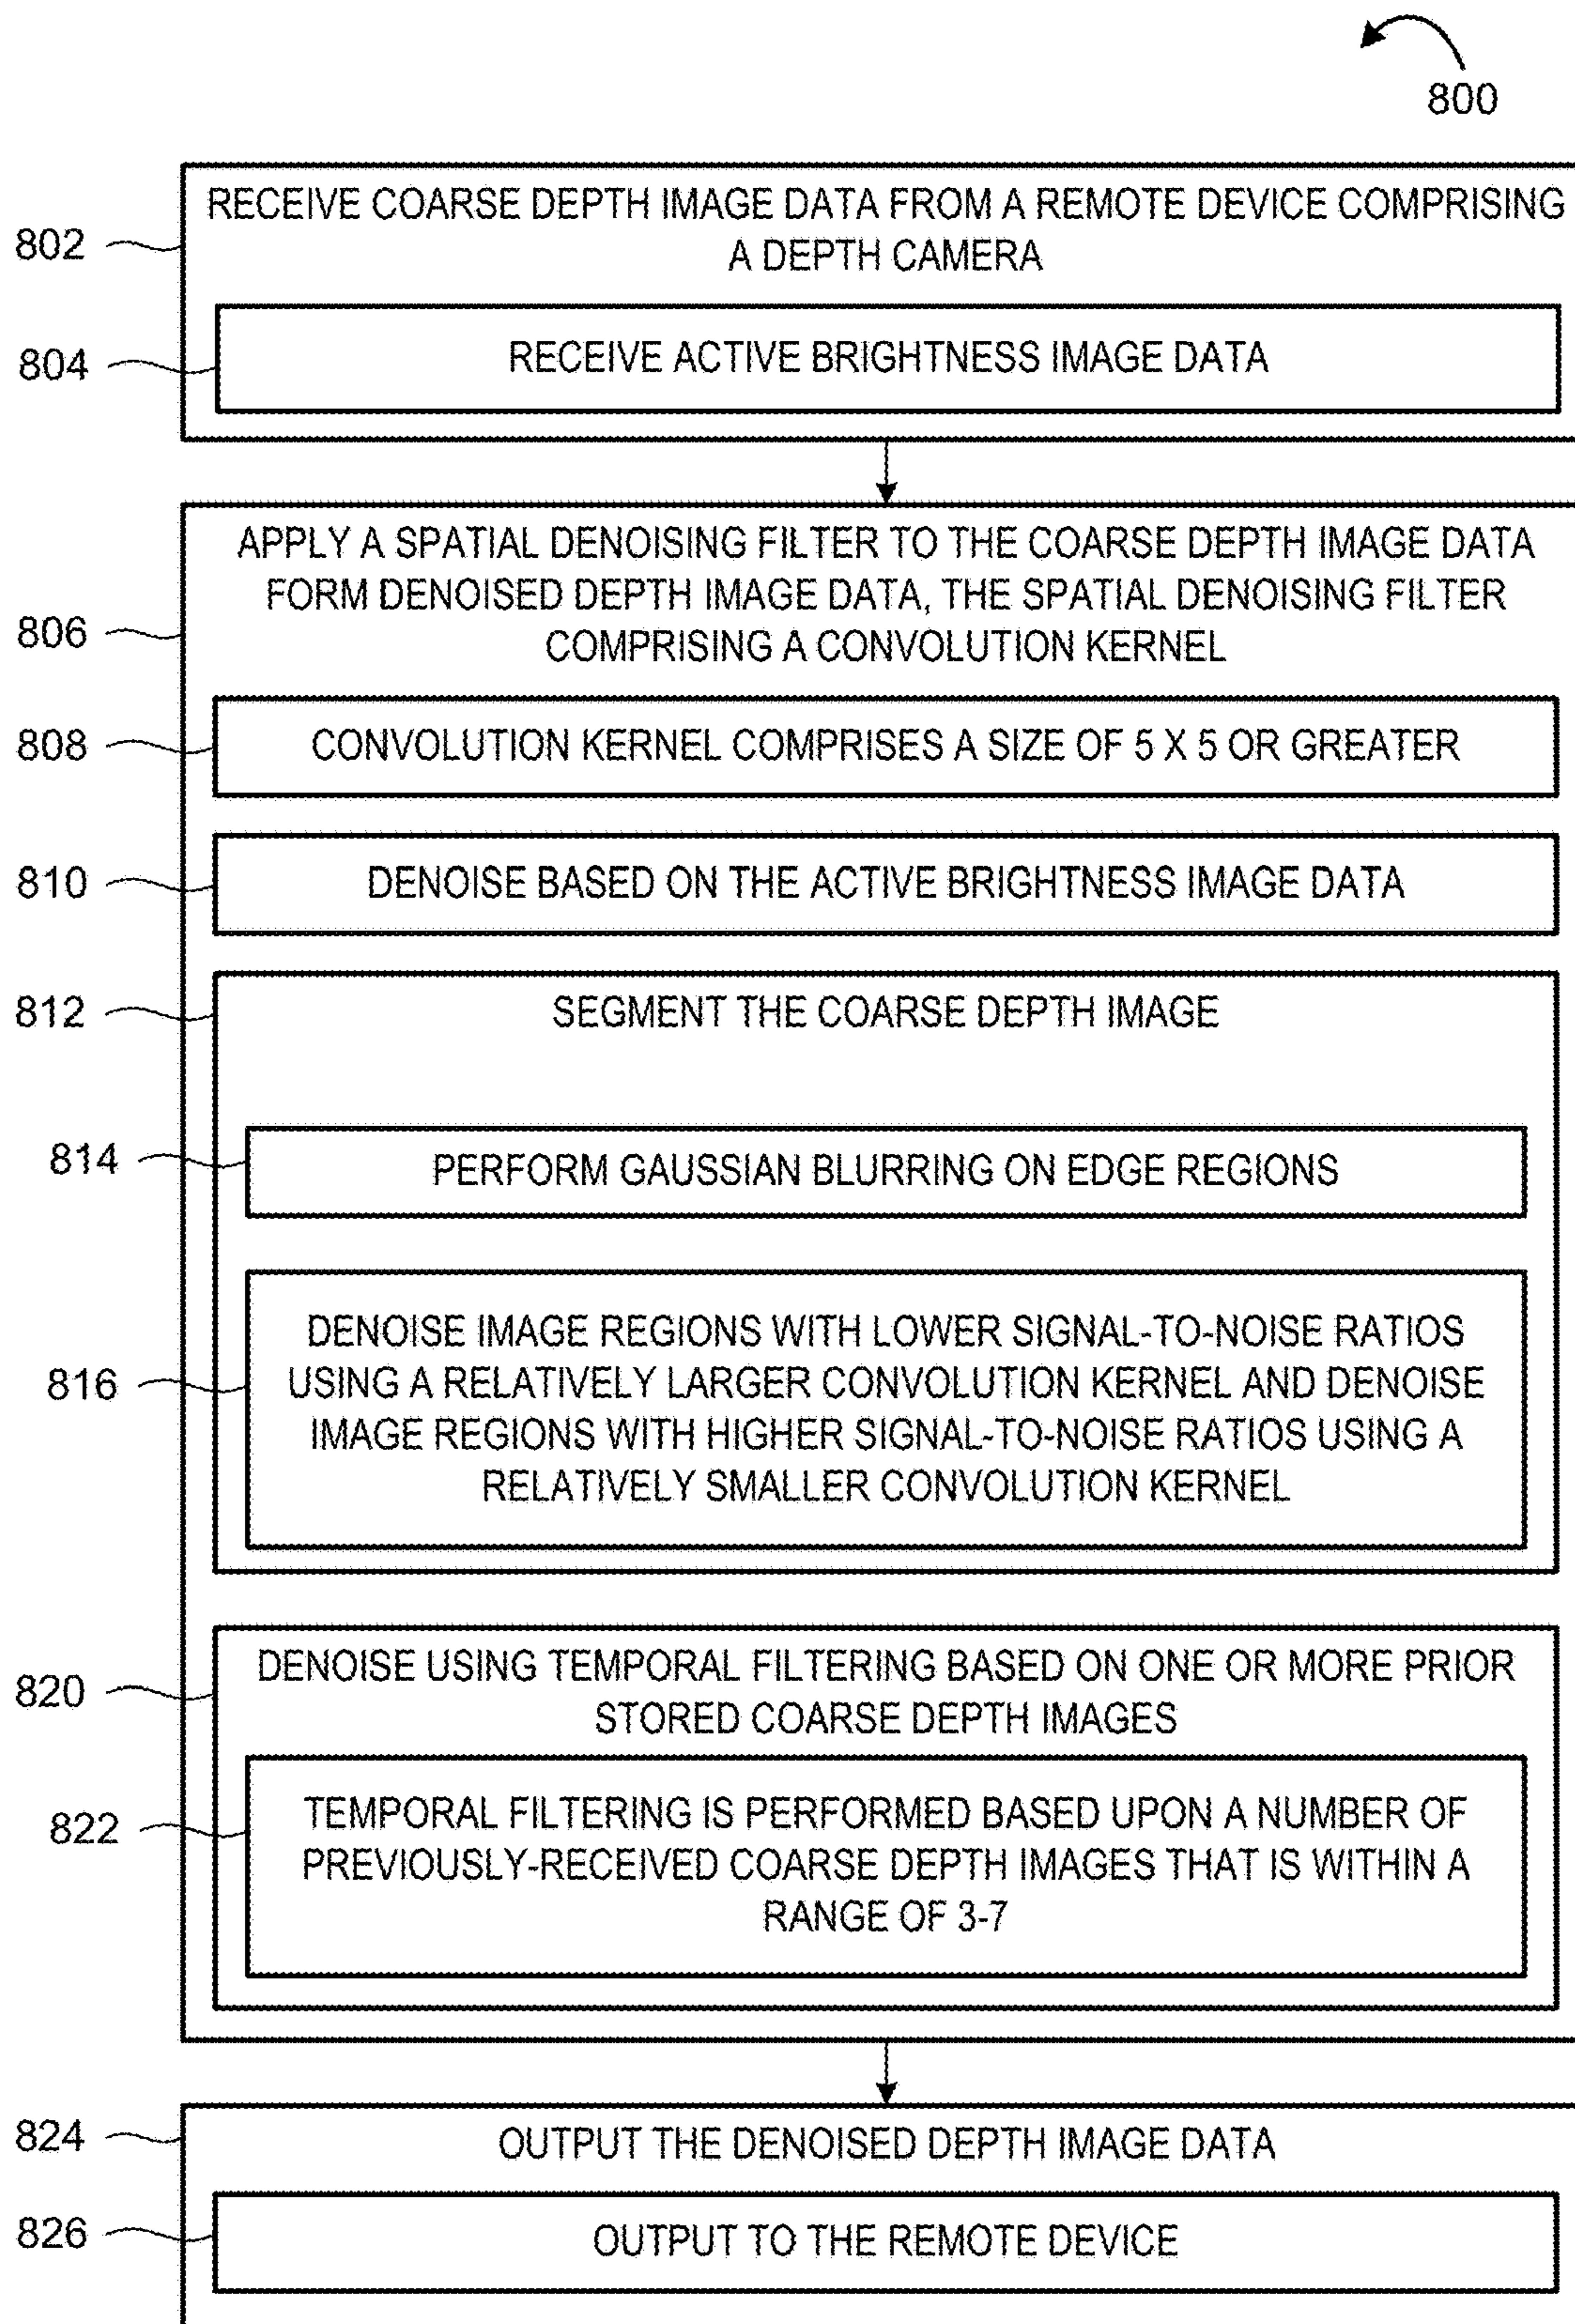 800
802
RECEIVE COARSE DEPTH IMAGE DATA FROM A REMOTE DEVICE COMPRISING
A DEPTH CAMERA
804
RECEIVE ACTIVE BRIGHTNESS IMAGE DATA
806
APPLY A SPATIAL DENOISING FILTER TO THE COARSE DEPTH IMAGE DATA
FORM DENOISED DEPTH IMAGE DATA, THE SPATIAL DENOISING FILTER
COMPRISING A CONVOLUTION KERNEL
808
CONVOLUTION KERNEL COMPRISES A SIZE OF 5 X 5 OR GREATER
810
DENOISE BASED ON THE ACTIVE BRIGHTNESS IMAGE DATA
812
SEGMENT THE COARSE DEPTH IMAGE
814
PERFORM GAUSSIAN BLURRING ON EDGE REGIONS
816
DENOISE IMAGE REGIONS WITH LOWER SIGNAL-TO-NOISE RATIOS
USING A RELATIVELY LARGER CONVOLUTION KERNEL AND DENOISE
IMAGE REGIONS WITH HIGHER SIGNAL-TO-NOISE RATIOS USING A
RELATIVELY SMALLER CONVOLUTION KERNEL
820
DENOISE USING TEMPORAL FILTERING BASED ON ONE OR MORE PRIOR
STORED COARSE DEPTH IMAGES
822
TEMPORAL FILTERING IS PERFORMED BASED UPON A NUMBER OF
PREVIOUSLY-RECEIVED COARSE DEPTH IMAGES THAT IS WITHIN A
RANGE OF 3-7
824
OUTPUT THE DENOISED DEPTH IMAGE DATA
826
OUTPUT TO THE REMOTE DEVICE